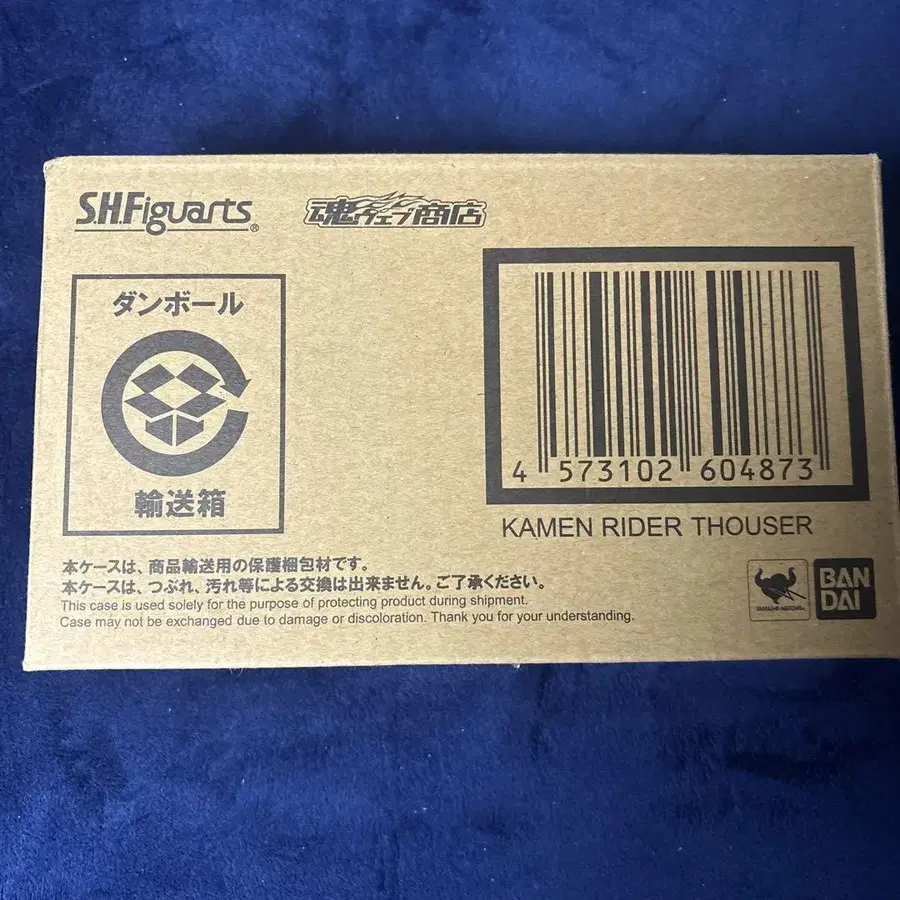 S.H.Figuarts®
魂ウェブ商店
ダンボール
輸送箱
4 573102 604873
KAMEN RIDER THOUSER
本ケースは、商品輸送用の保護梱包材です。
本ケースは、つぶれ、汚れ等による交換は出来ません。ご了承ください。
This case is used solely for the purpose of protecting product during shipment.
Case may not be exchanged due to damage or discoloration. Thank you for your understanding.
TAMASHII NATIONS
BAN
DAI